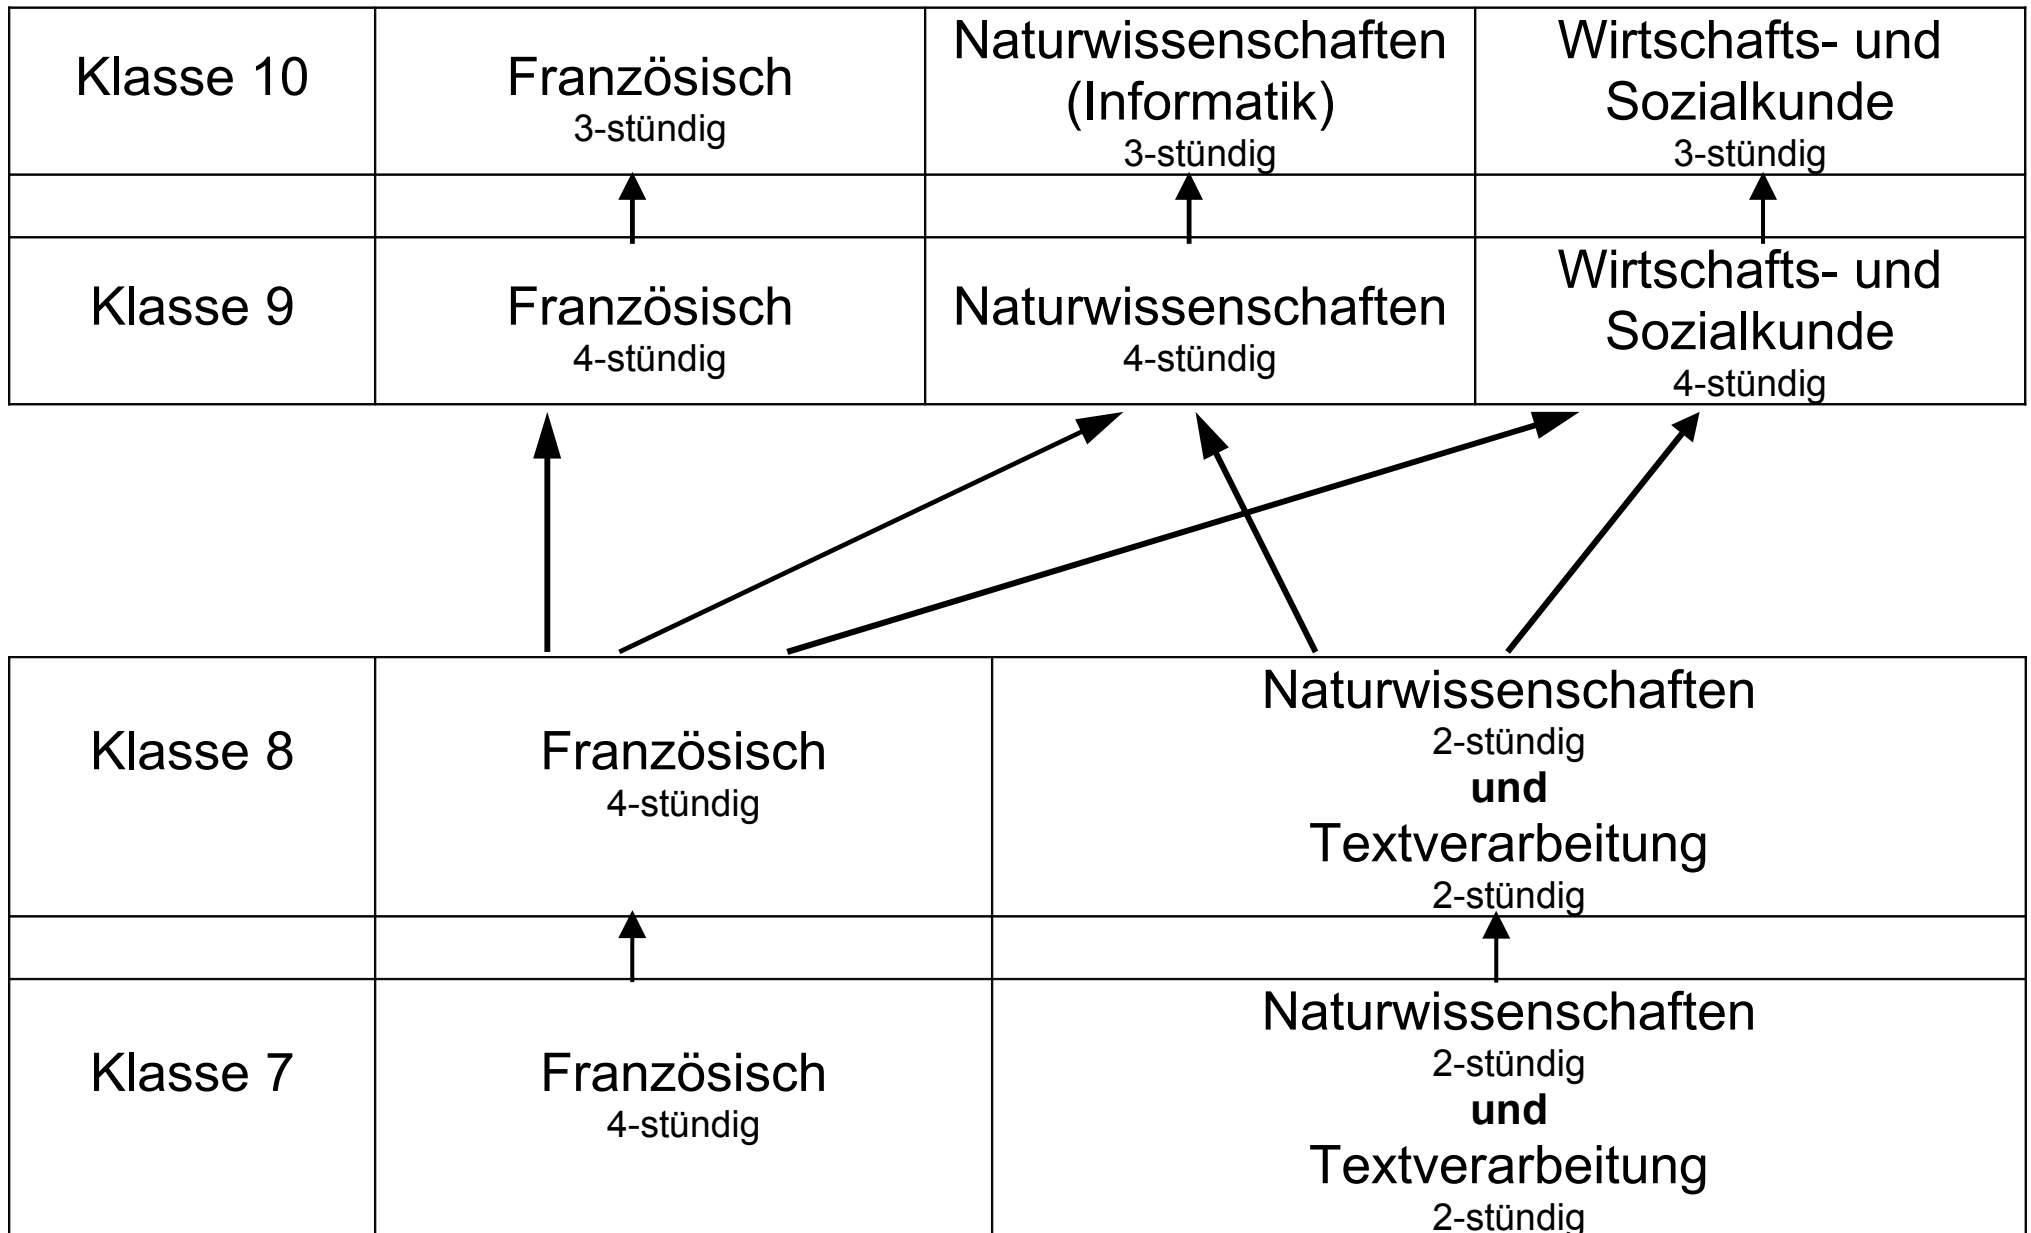 Klasse 10
Französisch
3-stündig
Naturwissenschaften
(Informatik)
3-stündig
Wirtschafts- und
Sozialkunde
3-stündig
Klasse 9
Französisch
4-stündig
Naturwissenschaften
4-stündig
Wirtschafts- und
Sozialkunde
4-stündig
Klasse 8
Französisch
4-stündig
Naturwissenschaften
2-stündig
und
Textverarbeitung
2-stündig
Klasse 7
Französisch
4-stündig
Naturwissenschaften
2-stündig
und
Textverarbeitung
2-stündig